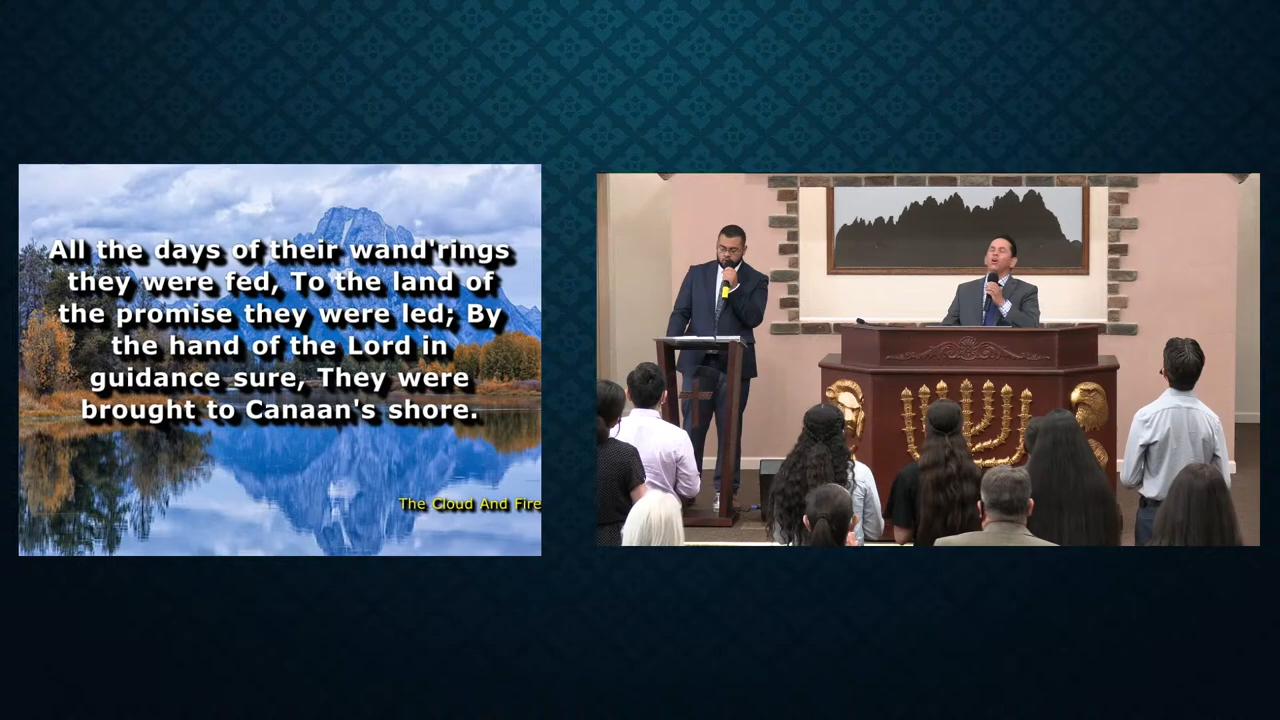 All the days of their wand'rings
they were fed, To the land of
the promise they were led; By
the hand of the Lord in
guidance sure, They were
brought to Canaan's shore.
The Cloud And Fire